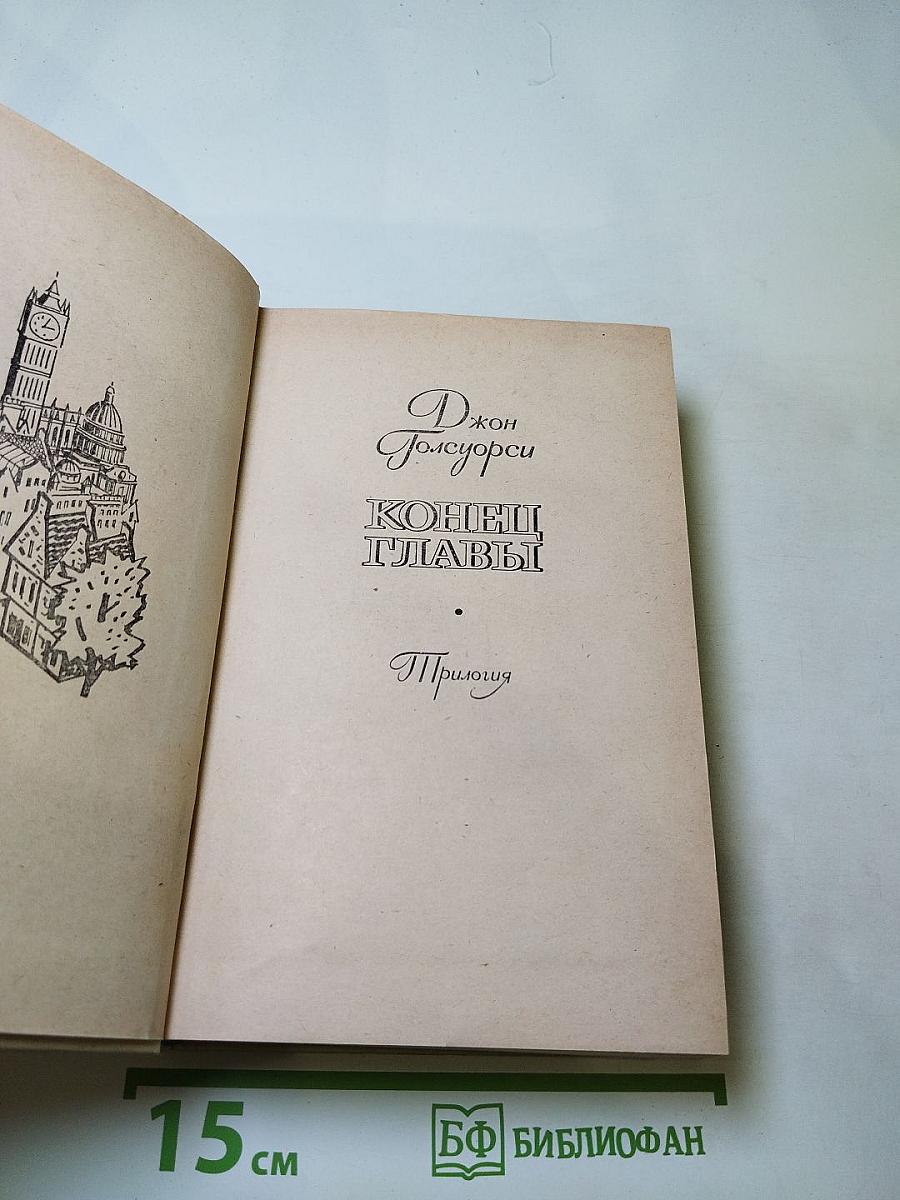 Джон
Голсуорси
КОНЕЦ
ГЛАВЫ
•
Трилогия
15 см
БФ БИБЛИОФАН